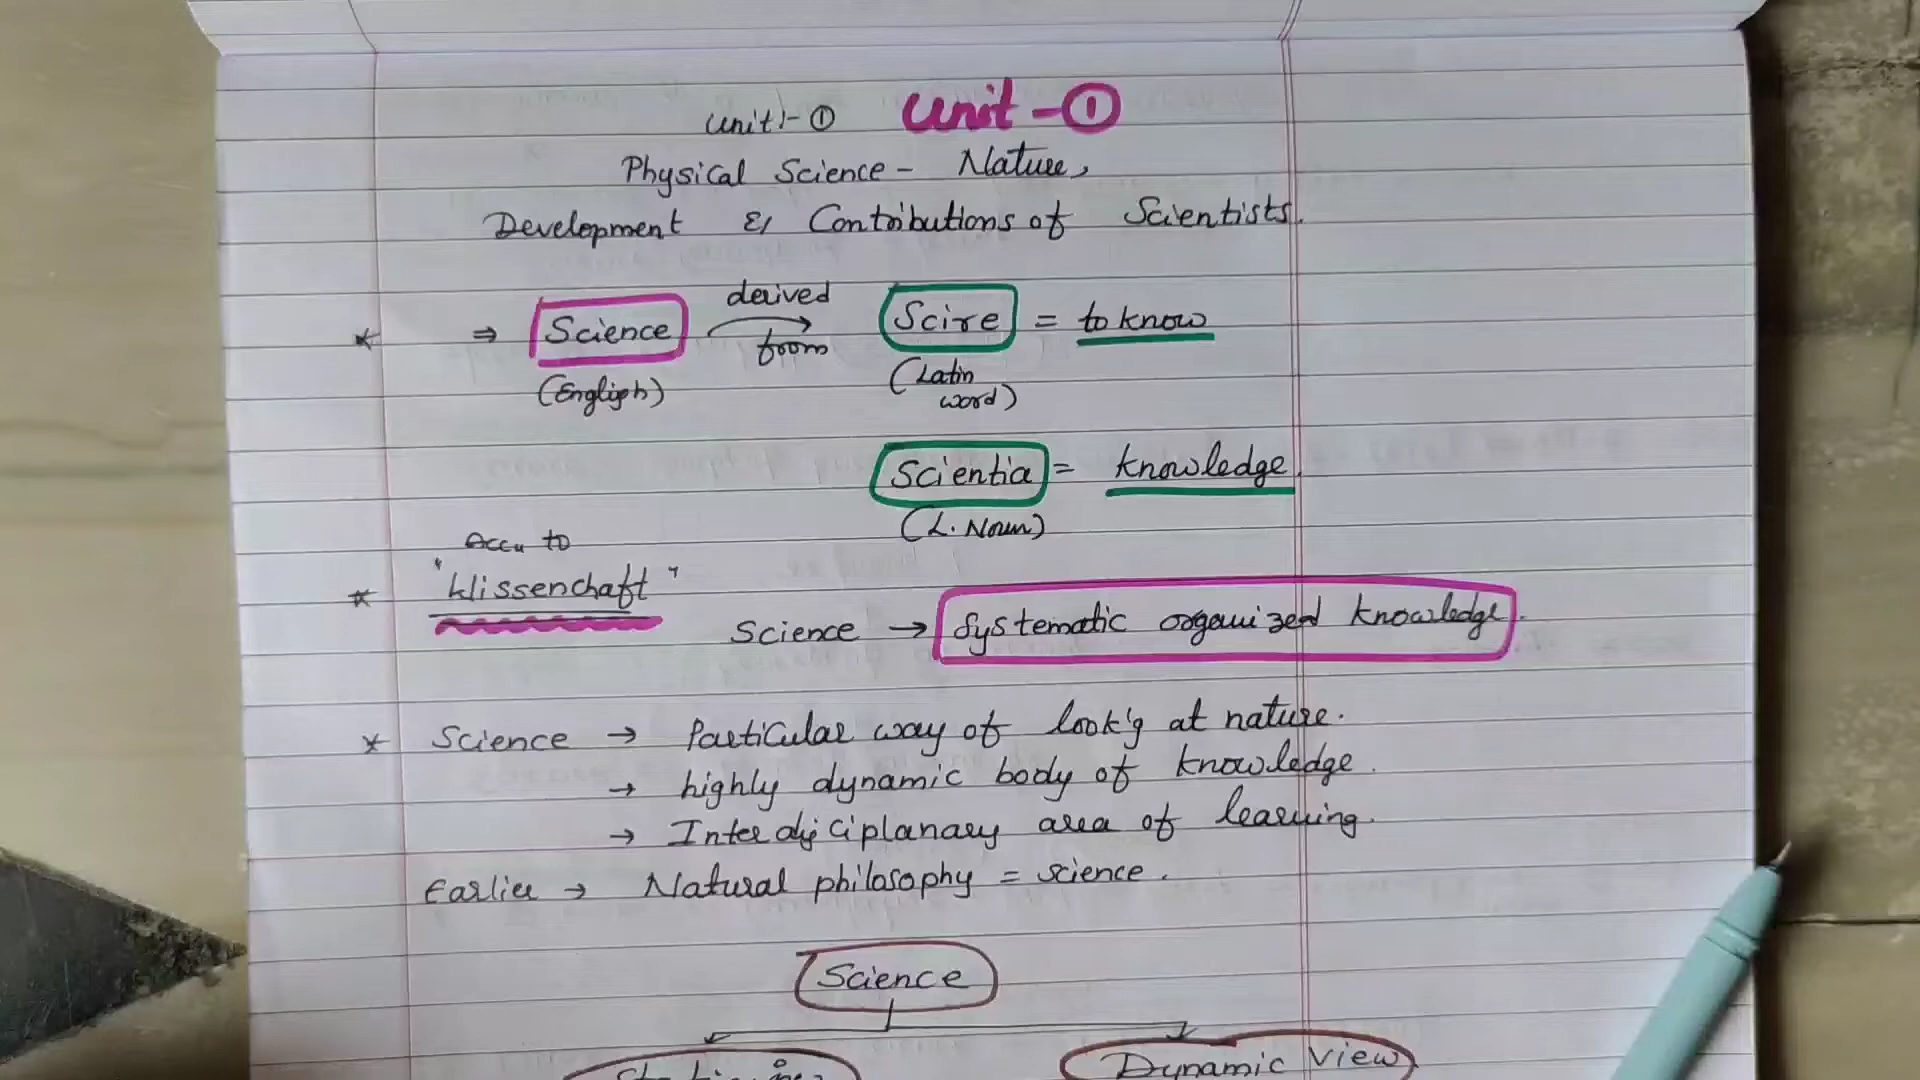 Unit:- ① Unit - ①
Physical Science - Nature,
Development & Contributions of Scientists.
* ⇒ Science derived from Scire = to know
(English) (Latin word)
Scientia = knowledge
(L. Noun)
Accu to
* "Wissenchaft"
Science → Systematic organized knowledge.
* Science → Particular way of look'g at nature.
→ highly dynamic body of knowledge.
→ Interdisciplanary area of learning.
Earlier → Natural philosophy = science.
Science
Dynamic View